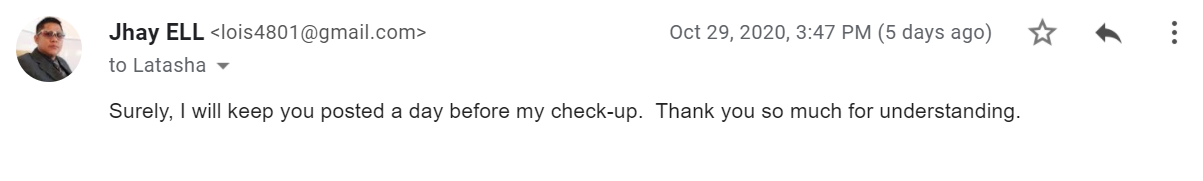 Jhay ELL <lois4801@gmail.com> Oct 29, 2020, 3:47 PM (5 days ago)
to Latasha
Surely, I will keep you posted a day before my check-up.  Thank you so much for understanding.